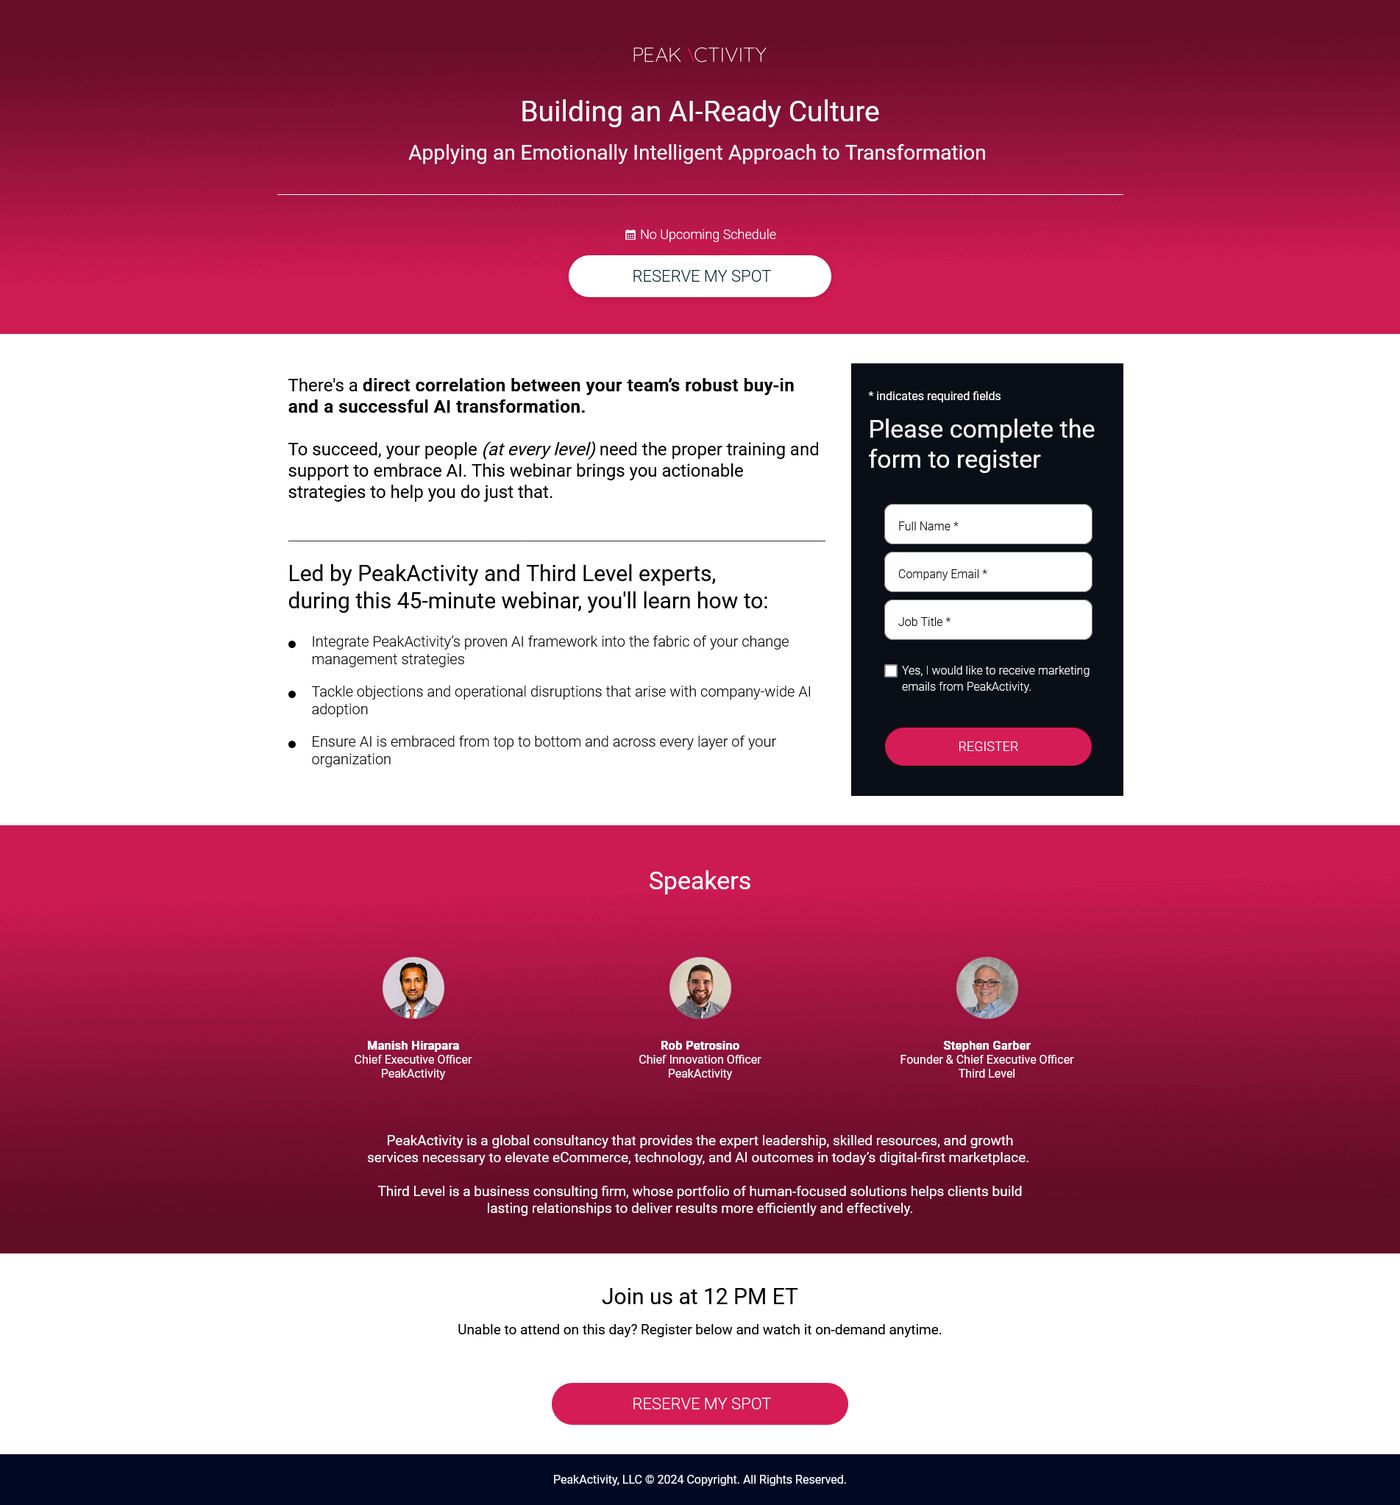 PEAK \CTIVITY
Building an AI-Ready Culture
Applying an Emotionally Intelligent Approach to Transformation
No Upcoming Schedule
RESERVE MY SPOT
There's a direct correlation between your team's robust buy-in
and a successful AI transformation.
To succeed, your people (at every level) need the proper training and
support to embrace AI. This webinar brings you actionable
strategies to help you do just that.
Led by PeakActivity and Third Level experts,
during this 45-minute webinar, you'll learn how to:
● Integrate PeakActivity's proven AI framework into the fabric of your change
management strategies
● Tackle objections and operational disruptions that arise with company-wide AI
adoption
● Ensure AI is embraced from top to bottom and across every layer of your
organization
* indicates required fields
Please complete the
form to register
Full Name *
Company Email *
Job Title *
Yes, I would like to receive marketing
emails from PeakActivity.
REGISTER
Speakers
Manish Hirapara
Chief Executive Officer
PeakActivity
Rob Petrosino
Chief Innovation Officer
PeakActivity
Stephen Garber
Founder & Chief Executive Officer
Third Level
PeakActivity is a global consultancy that provides the expert leadership, skilled resources, and growth
services necessary to elevate eCommerce, technology, and AI outcomes in today's digital-first marketplace.
Third Level is a business consulting firm, whose portfolio of human-focused solutions helps clients build
lasting relationships to deliver results more efficiently and effectively.
Join us at 12 PM ET
Unable to attend on this day? Register below and watch it on-demand anytime.
RESERVE MY SPOT
PeakActivity, LLC © 2024 Copyright. All Rights Reserved.